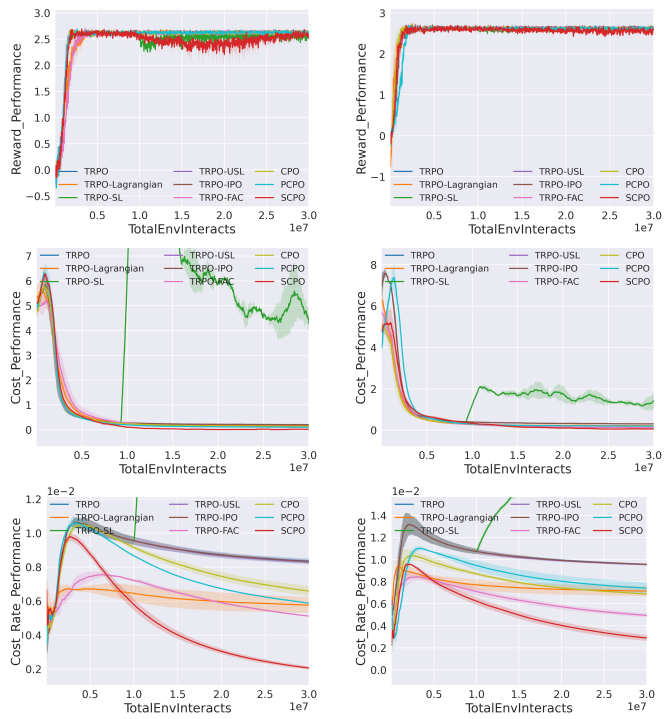 3.0
2.5
2.0
1.5
1.0
0.5
0.0
−0.5
Reward_Performance
TRPO
TRPO-Lagrangian
TRPO-SL
TRPO-USL
TRPO-IPO
TRPO-FAC
CPO
PCPO
SCPO
0.5 1.0 1.5 2.0 2.5 3.0
TotalEnvInteracts
1e7
3
2
1
0
−1
Reward_Performance
TRPO
TRPO-Lagrangian
TRPO-SL
TRPO-USL
TRPO-IPO
TRPO-FAC
CPO
PCPO
SCPO
0.5 1.0 1.5 2.0 2.5 3.0
TotalEnvInteracts
1e7
7
6
5
4
3
2
1
0
Cost_Performance
TRPO
TRPO-Lagrangian
TRPO-SL
TRPO-USL
TRPO-IPO
TRPO-FAC
CPO
PCPO
SCPO
0.5 1.0 1.5 2.0 2.5 3.0
TotalEnvInteracts
1e7
8
6
4
2
0
Cost_Performance
TRPO
TRPO-Lagrangian
TRPO-SL
TRPO-USL
TRPO-IPO
TRPO-FAC
CPO
PCPO
SCPO
0.5 1.0 1.5 2.0 2.5 3.0
TotalEnvInteracts
1e7
1e−2
1.2
1.0
0.8
0.6
0.4
0.2
Cost_Rate_Performance
TRPO
TRPO-Lagrangian
TRPO-SL
TRPO-USL
TRPO-IPO
TRPO-FAC
CPO
PCPO
SCPO
0.5 1.0 1.5 2.0 2.5 3.0
TotalEnvInteracts
1e7
1e−2
1.4
1.2
1.0
0.8
0.6
0.4
0.2
0.0
Cost_Rate_Performance
TRPO
TRPO-Lagrangian
TRPO-SL
TRPO-USL
TRPO-IPO
TRPO-FAC
CPO
PCPO
SCPO
0.5 1.0 1.5 2.0 2.5 3.0
TotalEnvInteracts
1e7